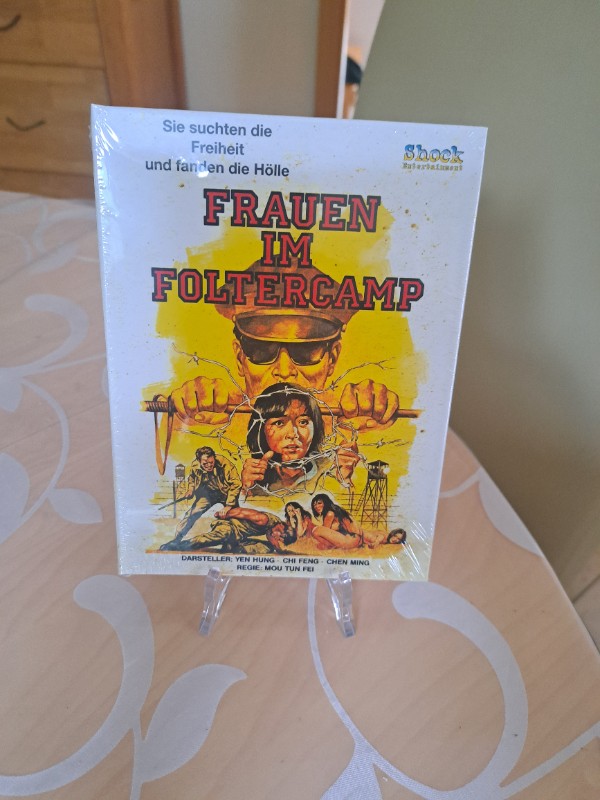 Sie suchten die
Freiheit
und fanden die Hölle
Shock
Entertainment
FRAUEN
IM
FOLTERCAMP
DARSTELLER: YEN HUNG - CHI FENG - CHEN MING
REGIE: MOU TUN FEI